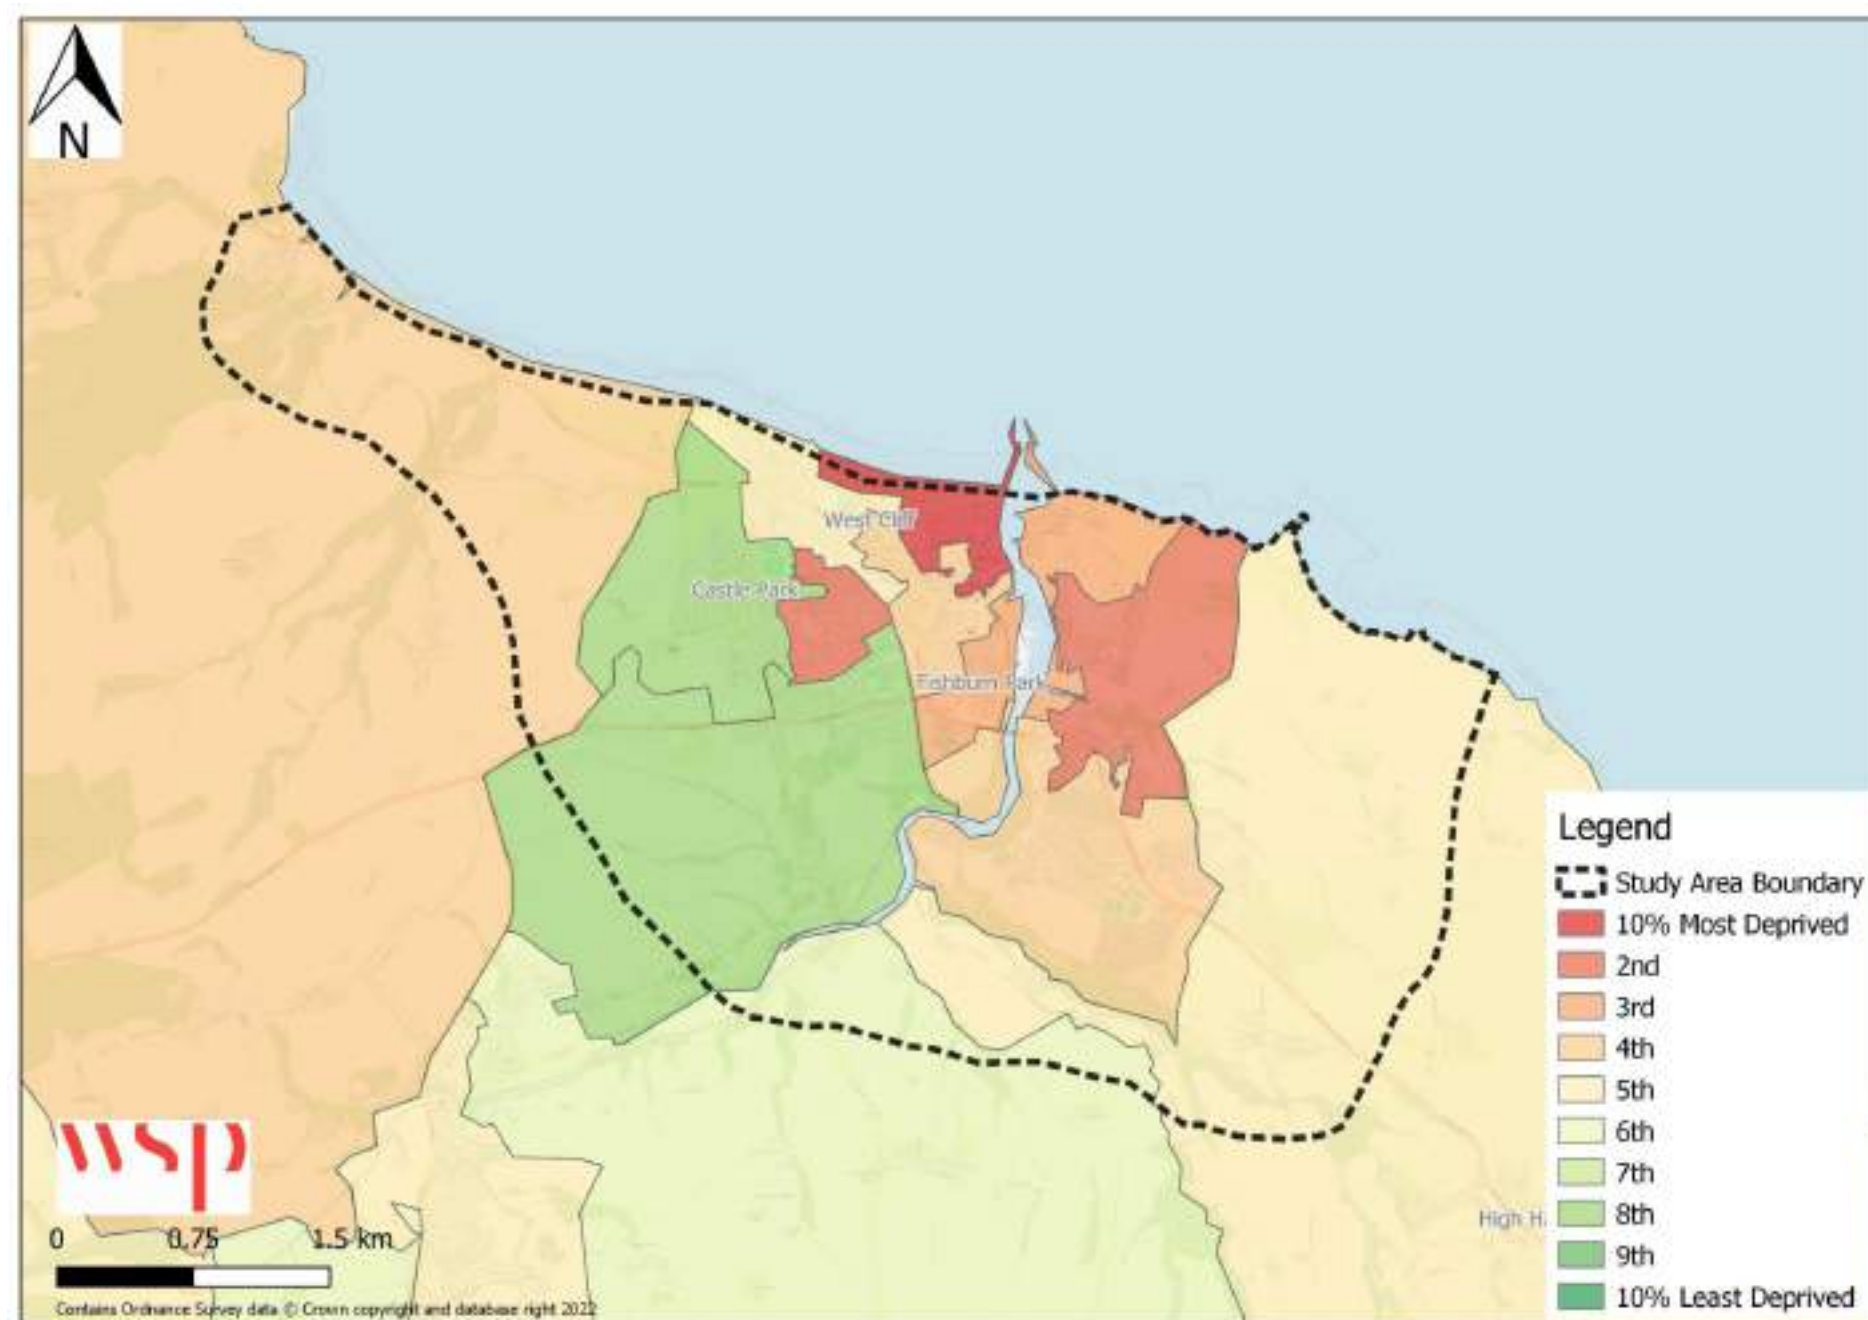 N
West Cliff
Castle Park
Fishburn Park
Legend
Study Area Boundary
10% Most Deprived
2nd
3rd
4th
5th
6th
7th
8th
9th
10% Least Deprived
High H
wsp
0 0.75 1.5 km
Contains Ordnance Survey data © Crown copyright and database right 2022